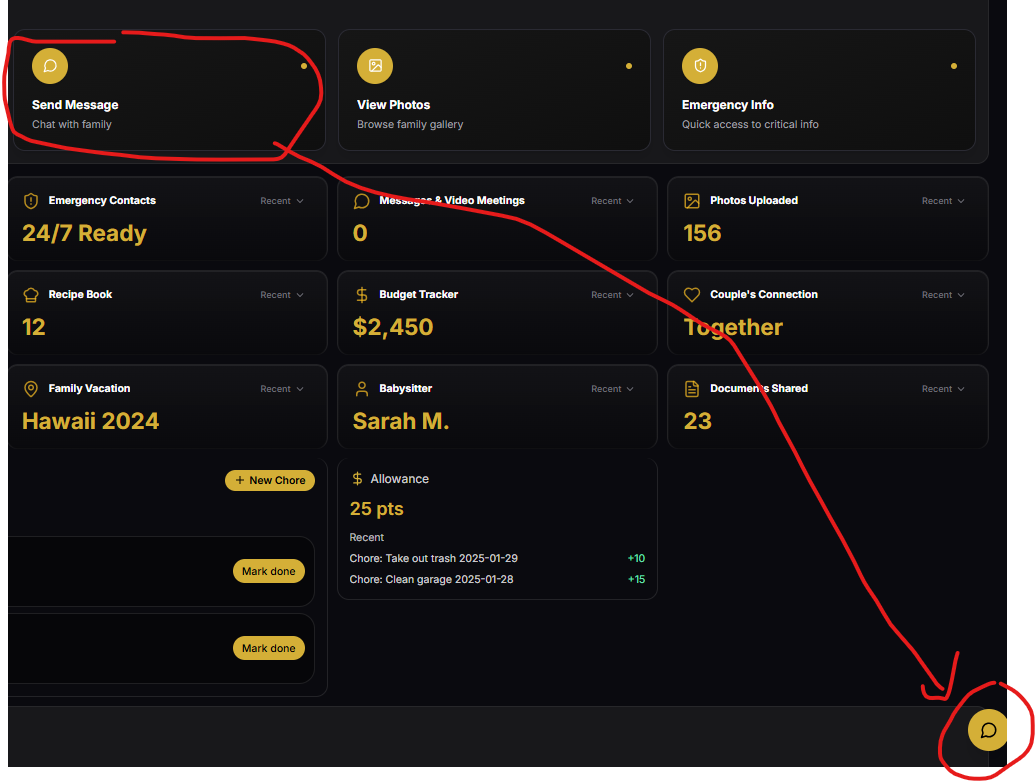 Send Message
Chat with family
View Photos
Browse family gallery
Emergency Info
Quick access to critical info
Emergency Contacts Recent
24/7 Ready
Messages & Video Meetings Recent
0
Photos Uploaded Recent
156
Recipe Book Recent
12
Budget Tracker Recent
$2,450
Couple's Connection Recent
Together
Family Vacation Recent
Hawaii 2024
Babysitter Recent
Sarah M.
Documents Shared Recent
23
+ New Chore
Mark done
Mark done
Allowance
25 pts
Recent
Chore: Take out trash 2025-01-29 +10
Chore: Clean garage 2025-01-28 +15